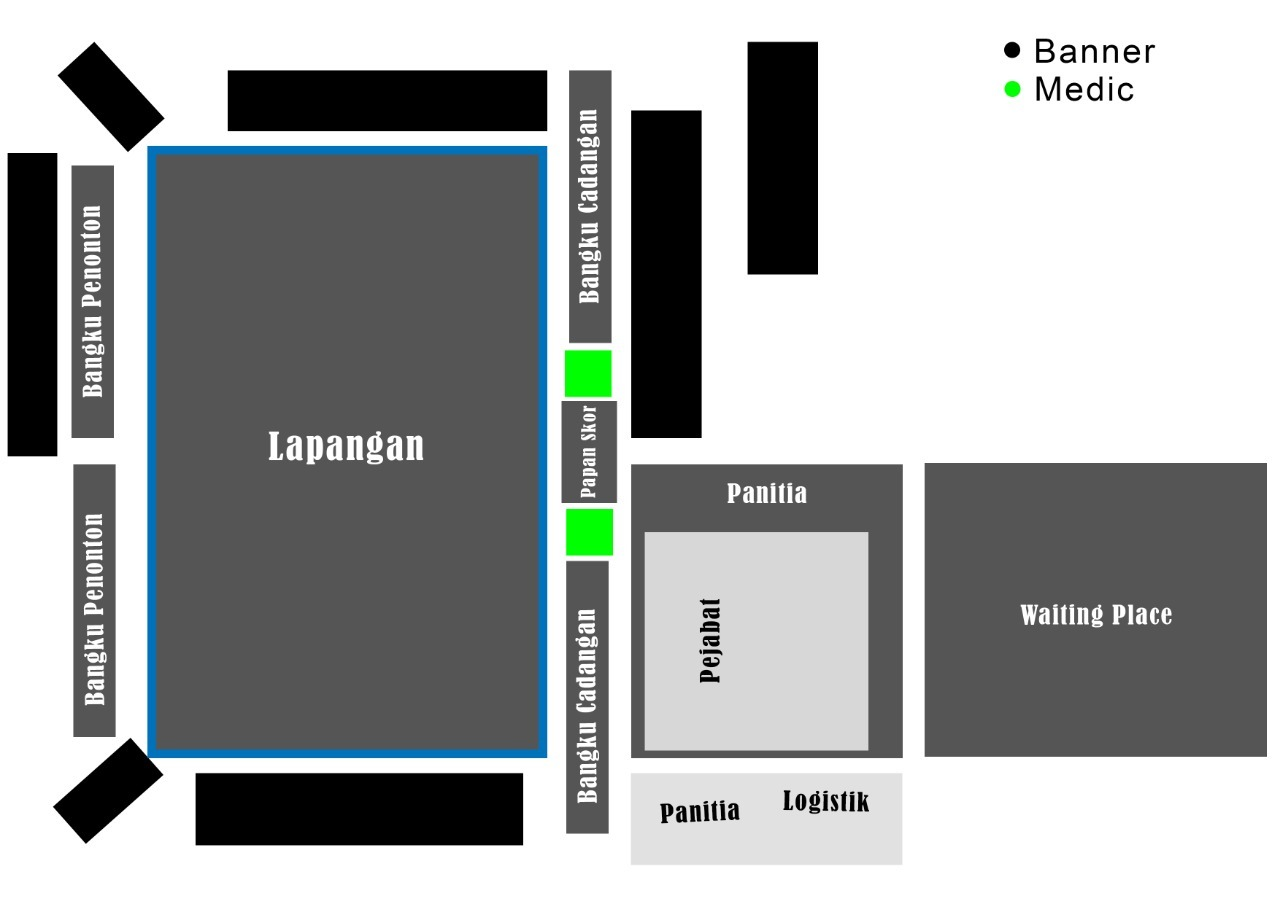 Banner
Medic
Bangku Penonton
Bangku Cadangan
Lapangan
Papan Skor
Panitia
Bangku Penonton
Bangku Cadangan
Pejabat
Waiting Place
Panitia
Logistik